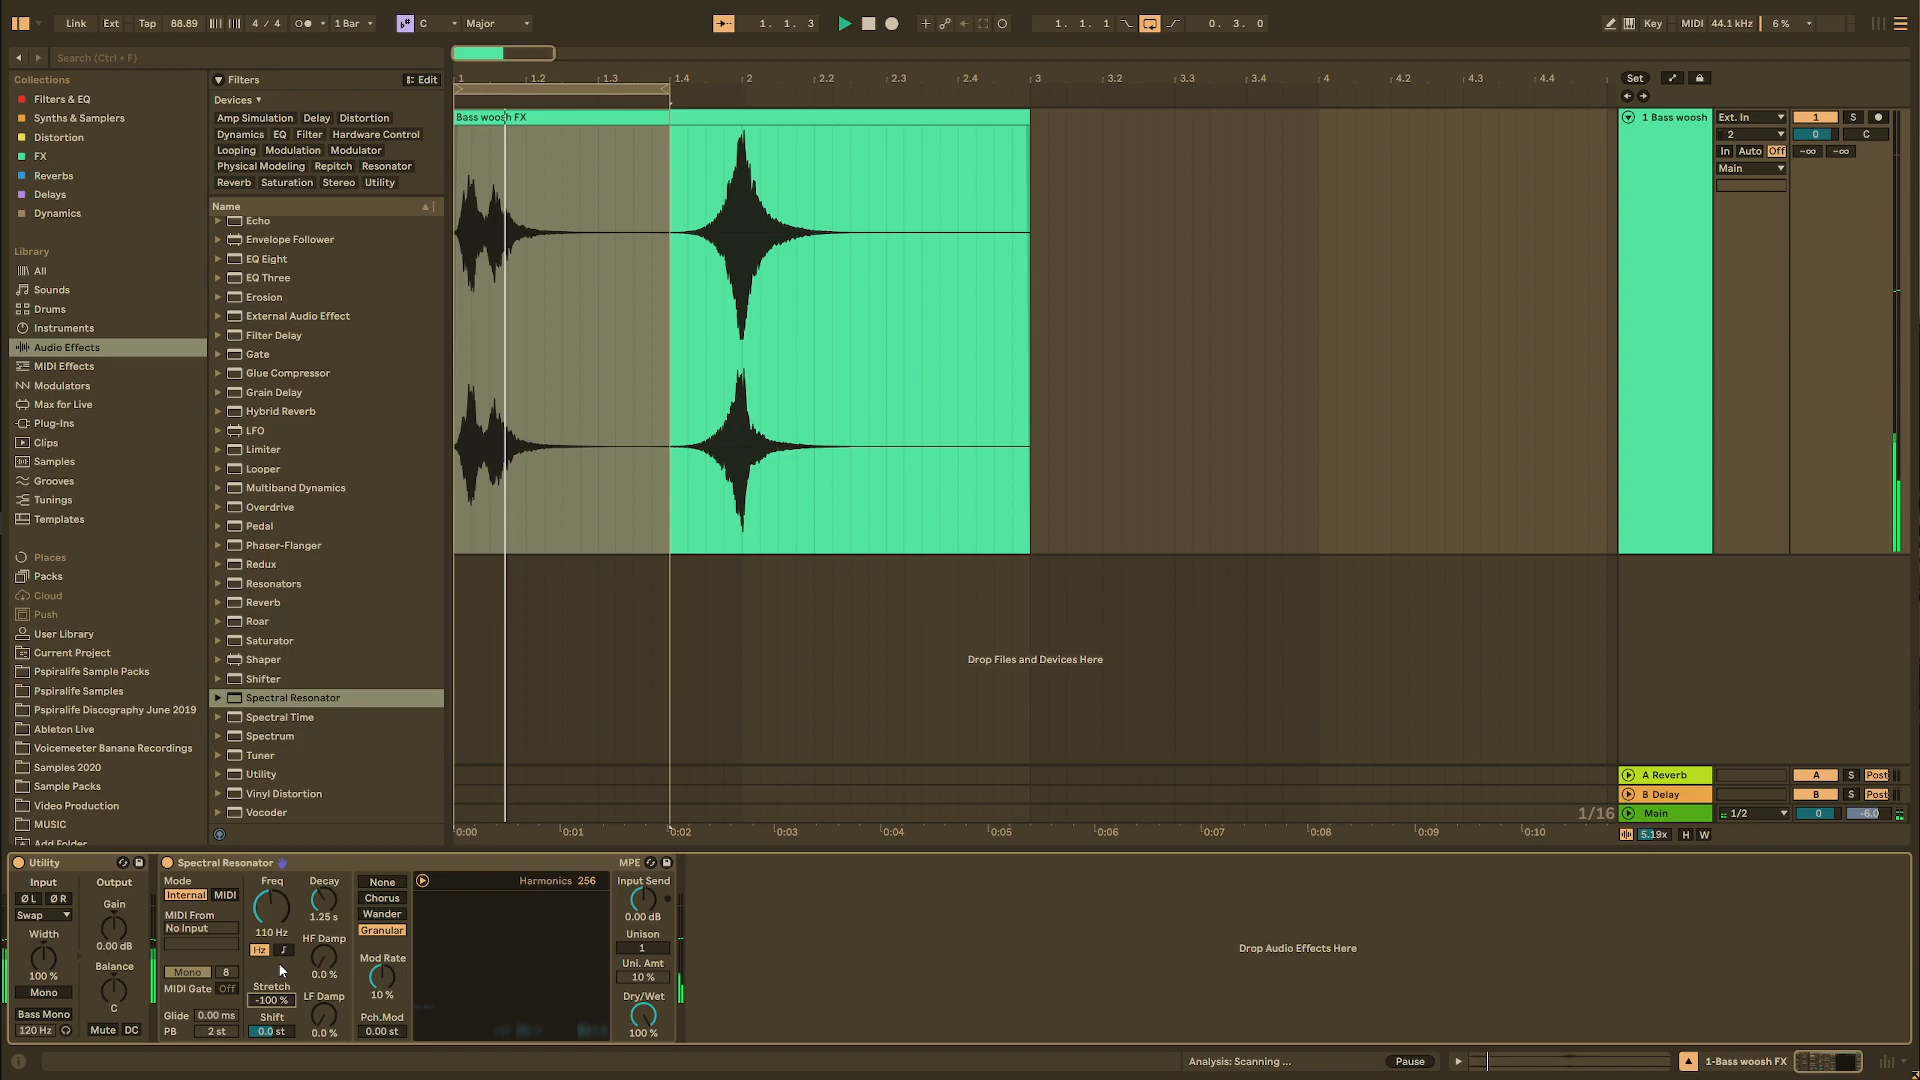 Link Ext Tap 88.89 4 / 4 1 Bar C Major 1. 1. 3 1. 1. 1 0. 3. 0 Key MIDI 44.1 kHz 6 %
Search (Ctrl + F)
Collections
Filters & EQ
Synths & Samplers
Distortion
FX
Reverbs
Delays
Dynamics
Library
All
Sounds
Drums
Instruments
Audio Effects
MIDI Effects
Modulators
Max for Live
Plug-Ins
Clips
Samples
Grooves
Tunings
Templates
Places
Packs
Cloud
Push
User Library
Current Project
Pspiralife Sample Packs
Pspiralife Samples
Pspiralife Discography June 2019
Ableton Live
Voicemeeter Banana Recordings
Samples 2020
Sample Packs
Video Production
MUSIC
Add Folder
Filters Edit
Devices
Amp Simulation Delay Distortion
Dynamics EQ Filter Hardware Control
Looping Modulation Modulator
Physical Modeling Repitch Resonator
Reverb Saturation Stereo Utility
Name
Echo
Envelope Follower
EQ Eight
EQ Three
Erosion
External Audio Effect
Filter Delay
Gate
Glue Compressor
Grain Delay
Hybrid Reverb
LFO
Limiter
Looper
Multiband Dynamics
Overdrive
Pedal
Phaser-Flanger
Redux
Resonators
Reverb
Roar
Saturator
Shaper
Shifter
Spectral Resonator
Spectral Time
Spectrum
Tuner
Utility
Vinyl Distortion
Vocoder
1 1.2 1.3 1.4 2 2.2 2.3 2.4 3 3.2 3.3 3.4 4 4.2 4.3 4.4
Bass woosh FX
Drop Files and Devices Here
1/16
0:00 0:01 0:02 0:03 0:04 0:05 0:06 0:07 0:08 0:09 0:10
Set
1 Bass woosh Ext. In 1 S
2 0 C
In Auto Off -∞ -∞
Main
A Reverb A S Post
B Delay B S Post
Main 1/2 0 -6.0
5.19x H W
Utility
Input Output
Ø L Ø R Gain
Swap
Width 0.00 dB
100 % Balance
Mono C
Bass Mono
120 Hz Mute DC
Spectral Resonator MPE
Mode Freq Decay
Internal MIDI
MIDI From 1.25 s
No Input 110 Hz
Hz HF Damp
Mono 8 0.0 %
MIDI Gate Off Stretch LF Damp
-100 %
Glide 0.00 ms Shift
PB 2 st 0.0 st 0.0 %
None
Chorus
Wander
Granular
Mod Rate
10 %
Pch.Mod
0.00 st
Harmonics 256
Input Send
0.00 dB
Unison
1
Uni. Amt
10 %
Dry/Wet
100 %
Drop Audio Effects Here
Analysis: Scanning ... Pause 1-Bass woosh FX